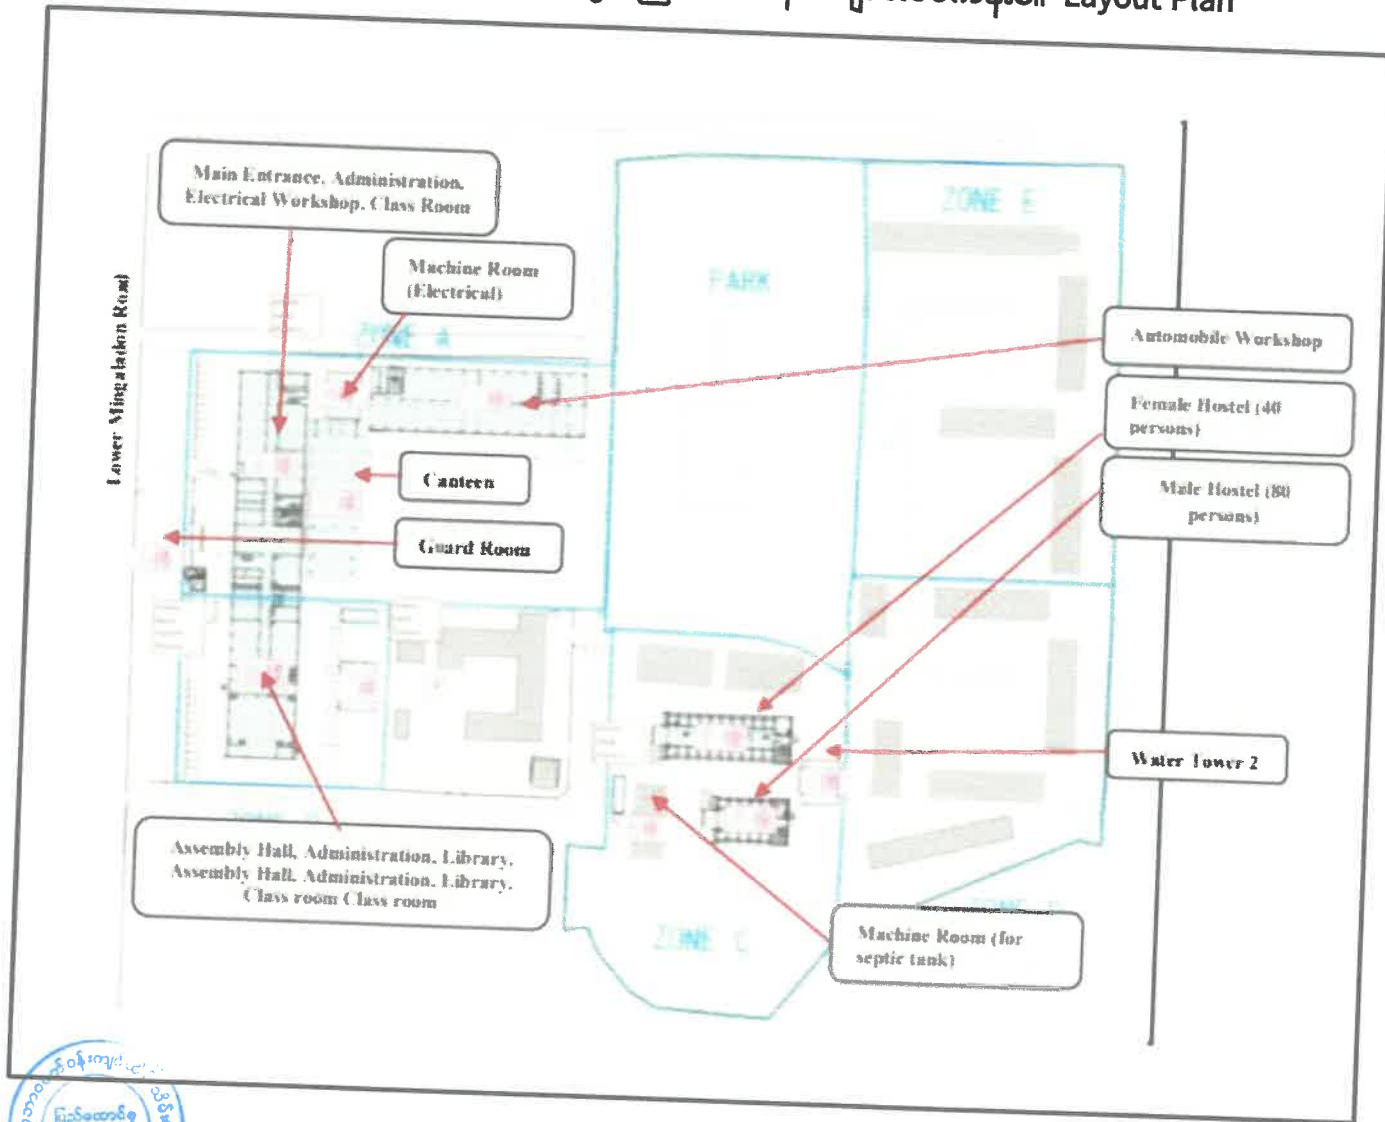 Layout Plan
Main Entrance, Administration,
Electrical Workshop, Class Room
Machine Room
(Electrical)
ZONE E
PARK
Lower Mingaladon Road
ZONE A
Automobile Workshop
Female Hostel (40
persons)
Male Hostel (80
persons)
Canteen
Guard Room
Water Tower 2
Assembly Hall, Administration, Library,
Assembly Hall, Administration, Library,
Class room Class room
ZONE C
Machine Room (for
septic tank)